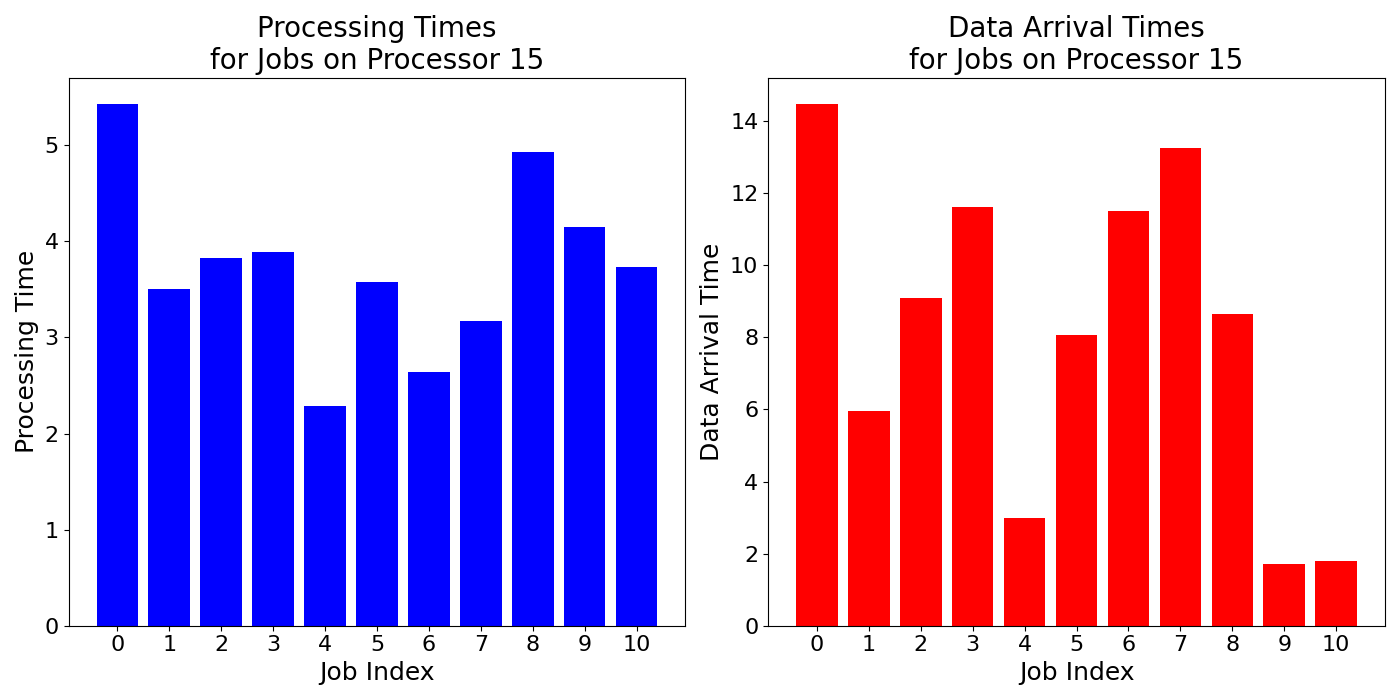 Processing Times
for Jobs on Processor 15
Processing Time
5
4
3
2
1
0
0 1 2 3 4 5 6 7 8 9 10
Job Index
Data Arrival Times
for Jobs on Processor 15
Data Arrival Time
14
12
10
8
6
4
2
0
0 1 2 3 4 5 6 7 8 9 10
Job Index